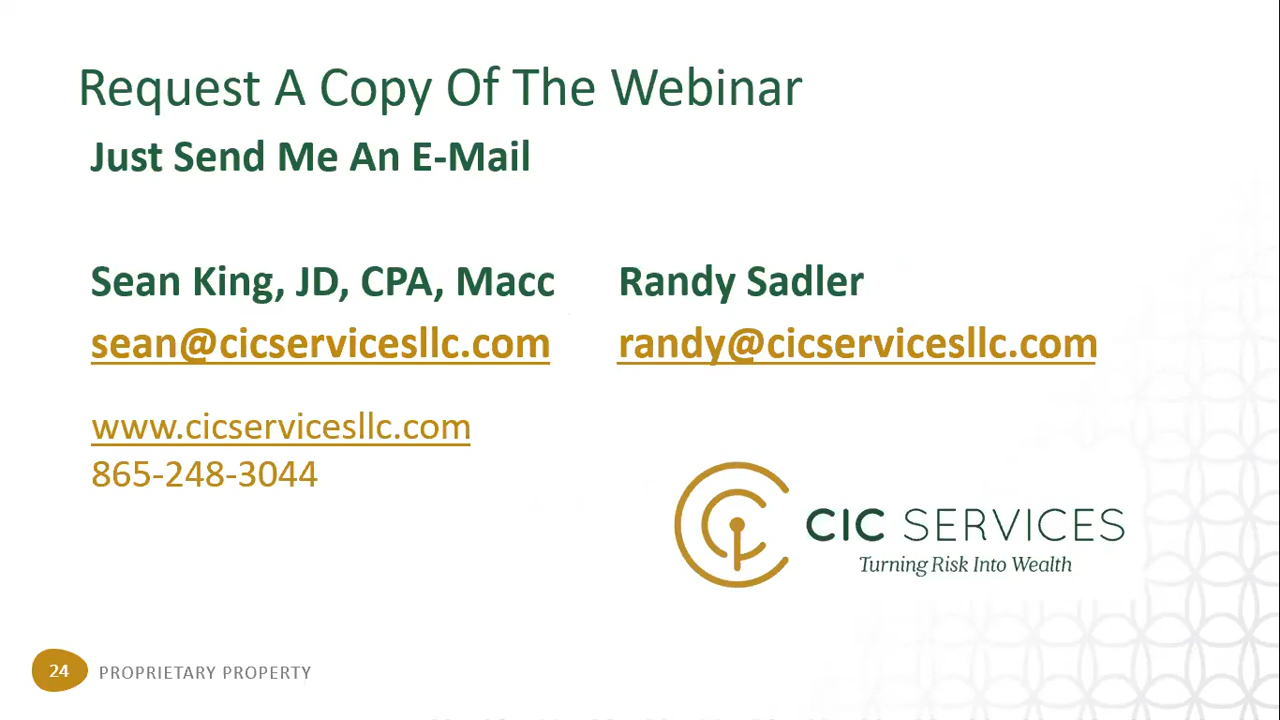 Request A Copy Of The Webinar
Just Send Me An E-Mail
Sean King, JD, CPA, Macc
sean@cicservicesllc.com
Randy Sadler
randy@cicservicesllc.com
www.cicservicesllc.com
865-248-3044
CIC SERVICES
Turning Risk Into Wealth
24
PROPRIETARY PROPERTY